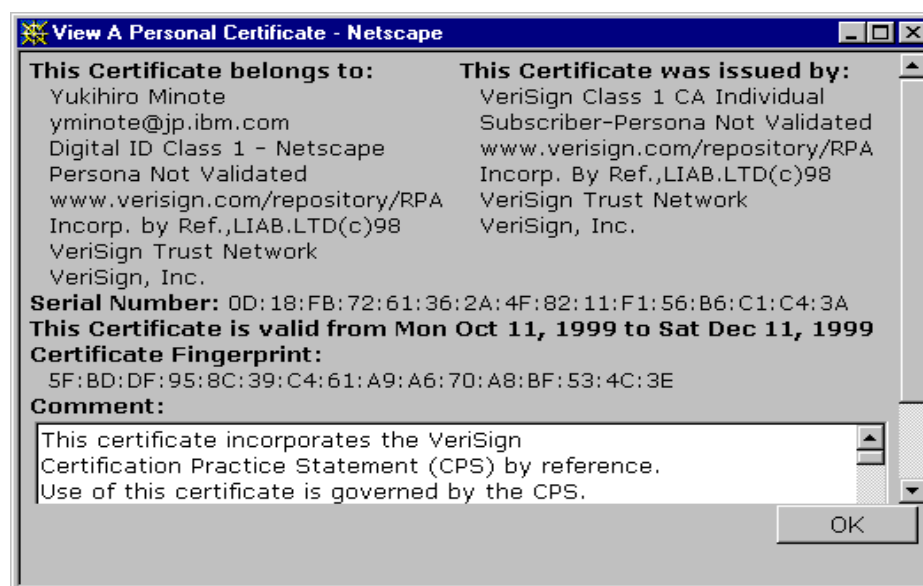 View A Personal Certificate - Netscape
This Certificate belongs to:
Yukihiro Minote
yminote@jp.ibm.com
Digital ID Class 1 - Netscape
Persona Not Validated
www.verisign.com/repository/RPA
Incorp. by Ref.,LIAB.LTD(c)98
VeriSign Trust Network
VeriSign, Inc.
This Certificate was issued by:
VeriSign Class 1 CA Individual
Subscriber-Persona Not Validated
www.verisign.com/repository/RPA
Incorp. By Ref.,LIAB.LTD(c)98
VeriSign Trust Network
VeriSign, Inc.
Serial Number: 0D:18:FB:72:61:36:2A:4F:82:11:F1:56:B6:C1:C4:3A
This Certificate is valid from Mon Oct 11, 1999 to Sat Dec 11, 1999
Certificate Fingerprint:
5F:BD:DF:95:8C:39:C4:61:A9:A6:70:A8:BF:53:4C:3E
Comment:
This certificate incorporates the VeriSign
Certification Practice Statement (CPS) by reference.
Use of this certificate is governed by the CPS.
OK